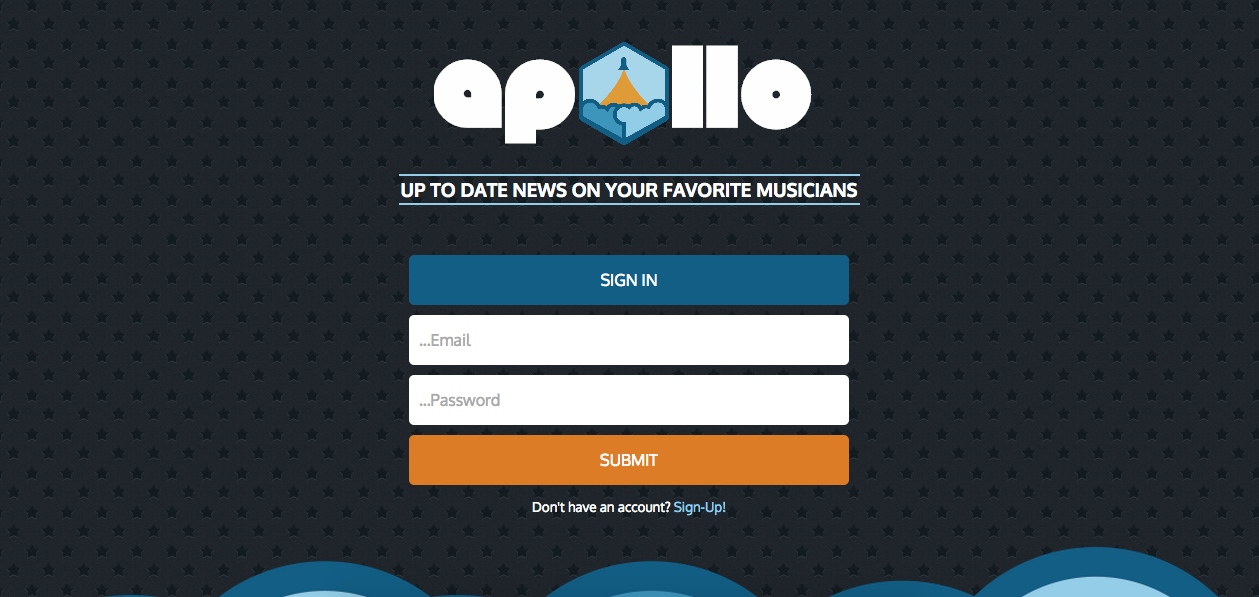 apollo
UP TO DATE NEWS ON YOUR FAVORITE MUSICIANS
SIGN IN
...Email
...Password
SUBMIT
Don't have an account? Sign-Up!